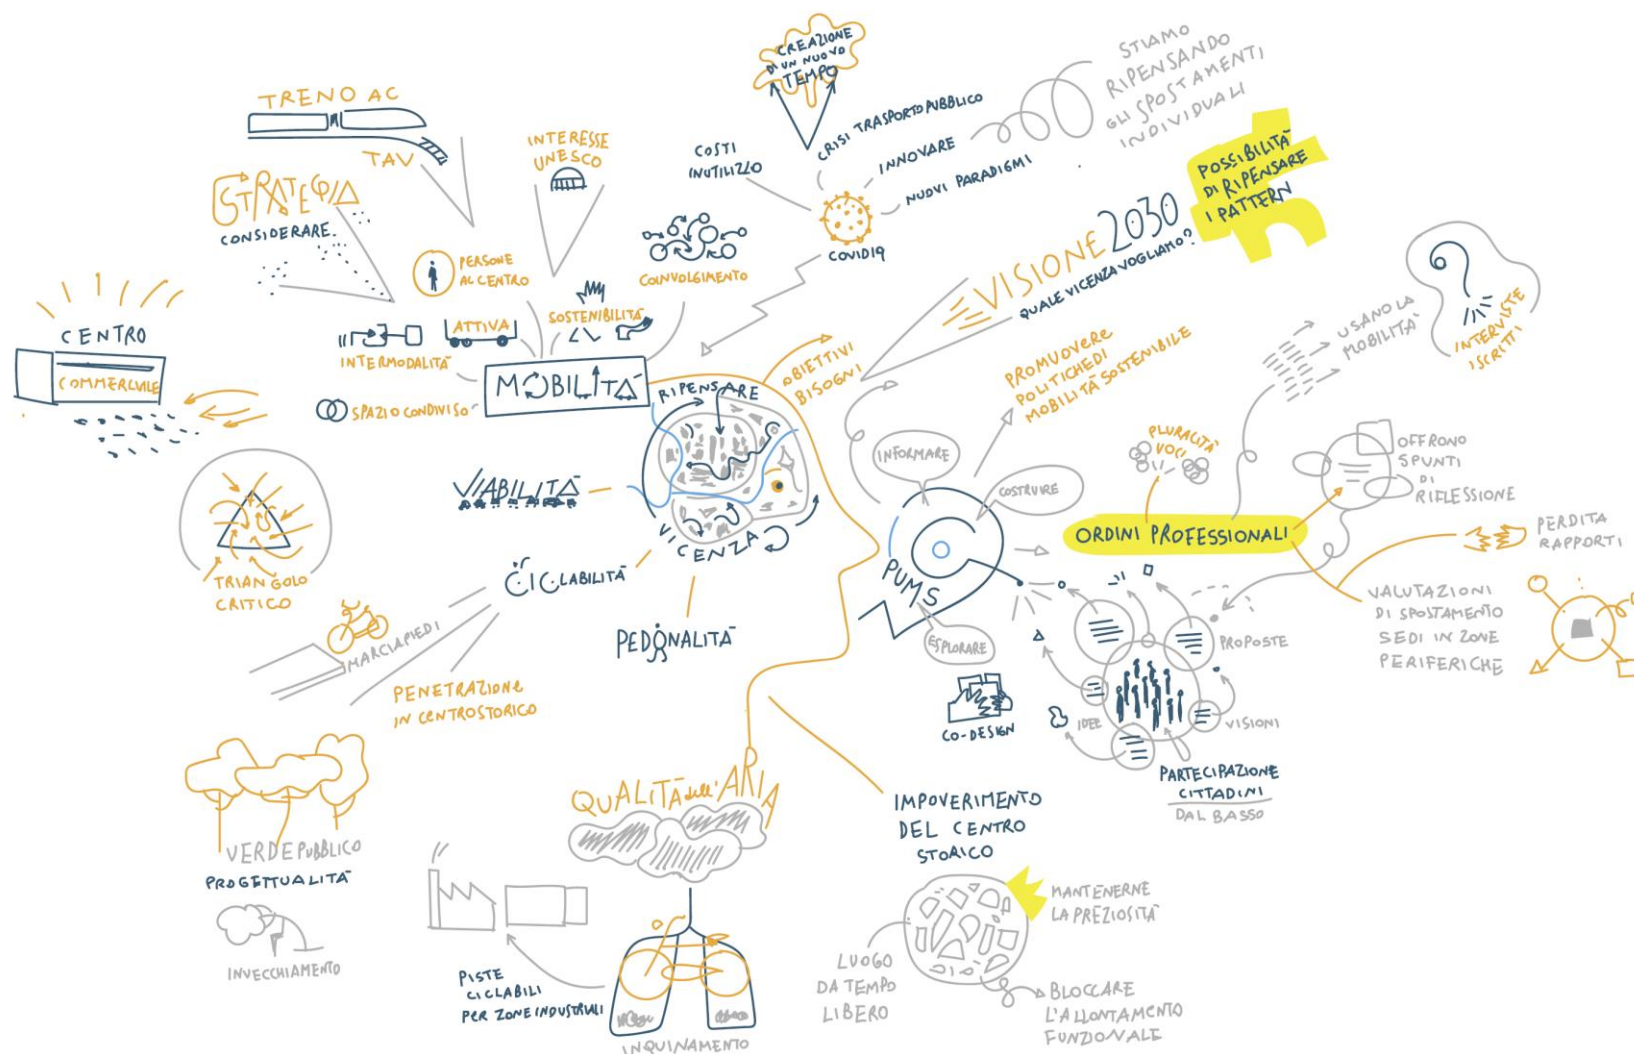 TRENO AC
TAV
STRATEGIA
CONSIDERARE.
INTERESSE
UNESCO
COSTI
INUTILIZZO
CREAZIONE
DI UN NUOVO
TEMPO
CRISI TRASPORTO PUBBLICO
INNOVARE
NUOVI PARADIGMI
COVID19
STIAMO
RIPENSANDO
GLI SPOSTAMENTI
INDIVIDUALI
POSSIBILITÀ
DI RIPENSARE
I PATTERN
VISIONE 2030
QUALE VICENZA VOGLIAMO?
PERSONE
AL CENTRO
COINVOLGIMENTO
SOSTENIBILITÀ
ATTIVA
INTERMODALITÀ
SPAZIO CONDIVISO
MOBILITÀ
CENTRO
COMMERCIALE
TRIANGOLO
CRITICO
RIPENSARE
VICENZA
OBIETTIVI
BISOGNI
VIABILITÀ
CICLABILITÀ
PEDONALITÀ
MARCIAPIEDI
PENETRAZIONE
IN CENTRO STORICO
PROMUOVERE
POLITICHE DI
MOBILITÀ SOSTENIBILE
INFORMARE
COSTRUIRE
PUMS
ESPLORARE
CO-DESIGN
USANO LA
MOBILITÀ
INTERVISTE
ISCRITTI
PLURALITÀ
VOCI
ORDINI PROFESSIONALI
OFFRONO
SPUNTI
DI
RIFLESSIONE
PERDITA
RAPPORTI
VALUTAZIONI
DI SPOSTAMENTO
SEDI IN ZONE
PERIFERICHE
PROPOSTE
IDEE
VISIONI
PARTECIPAZIONE
CITTADINI
DAL BASSO
VERDE PUBBLICO
PROGETTUALITÀ
INVECCHIAMENTO
QUALITÀ dell'ARIA
PISTE
CICLABILI
PER ZONE INDUSTRIALI
INQUINAMENTO
IMPOVERIMENTO
DEL CENTRO
STORICO
MANTENERNE
LA PREZIOSITÀ
LUOGO
DA TEMPO
LIBERO
BLOCCARE
L'ALLONTAMENTO
FUNZIONALE